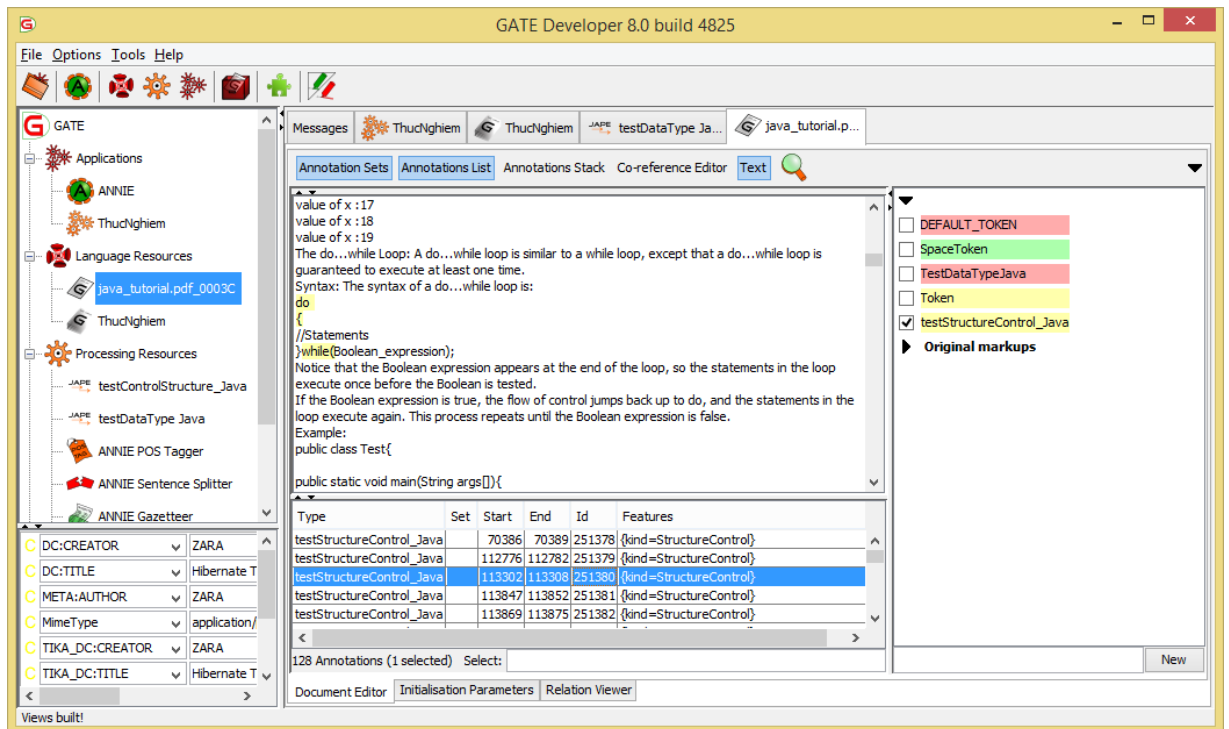 GATE Developer 8.0 build 4825
File Options Tools Help
GATE
Applications
ANNIE
ThucNghiem
Language Resources
java_tutorial.pdf_0003C
ThucNghiem
Processing Resources
testControlStructure_Java
testDataType Java
ANNIE POS Tagger
ANNIE Sentence Splitter
ANNIE Gazetteer
C DC:CREATOR ZARA
C DC:TITLE Hibernate T
C META:AUTHOR ZARA
C MimeType application/
C TIKA_DC:CREATOR ZARA
C TIKA_DC:TITLE Hibernate T
Views built!
Messages ThucNghiem ThucNghiem testDataType Ja... java_tutorial.p...
Annotation Sets Annotations List Annotations Stack Co-reference Editor Text
value of x :17
value of x :18
value of x :19
The do...while Loop: A do...while loop is similar to a while loop, except that a do...while loop is
guaranteed to execute at least one time.
Syntax: The syntax of a do...while loop is:
do
{
//Statements
}while(Boolean_expression);
Notice that the Boolean expression appears at the end of the loop, so the statements in the loop
execute once before the Boolean is tested.
If the Boolean expression is true, the flow of control jumps back up to do, and the statements in the
loop execute again. This process repeats until the Boolean expression is false.
Example:
public class Test{
public static void main(String args[]){
DEFAULT_TOKEN
SpaceToken
TestDataTypeJava
Token
testStructureControl_Java
Original markups
Type Set Start End Id Features
testStructureControl_Java 70386 70389 251378 {kind=StructureControl}
testStructureControl_Java 112776 112782 251379 {kind=StructureControl}
testStructureControl_Java 113302 113308 251380 {kind=StructureControl}
testStructureControl_Java 113847 113852 251381 {kind=StructureControl}
testStructureControl_Java 113869 113875 251382 {kind=StructureControl}
128 Annotations (1 selected) Select:
New
Document Editor Initialisation Parameters Relation Viewer